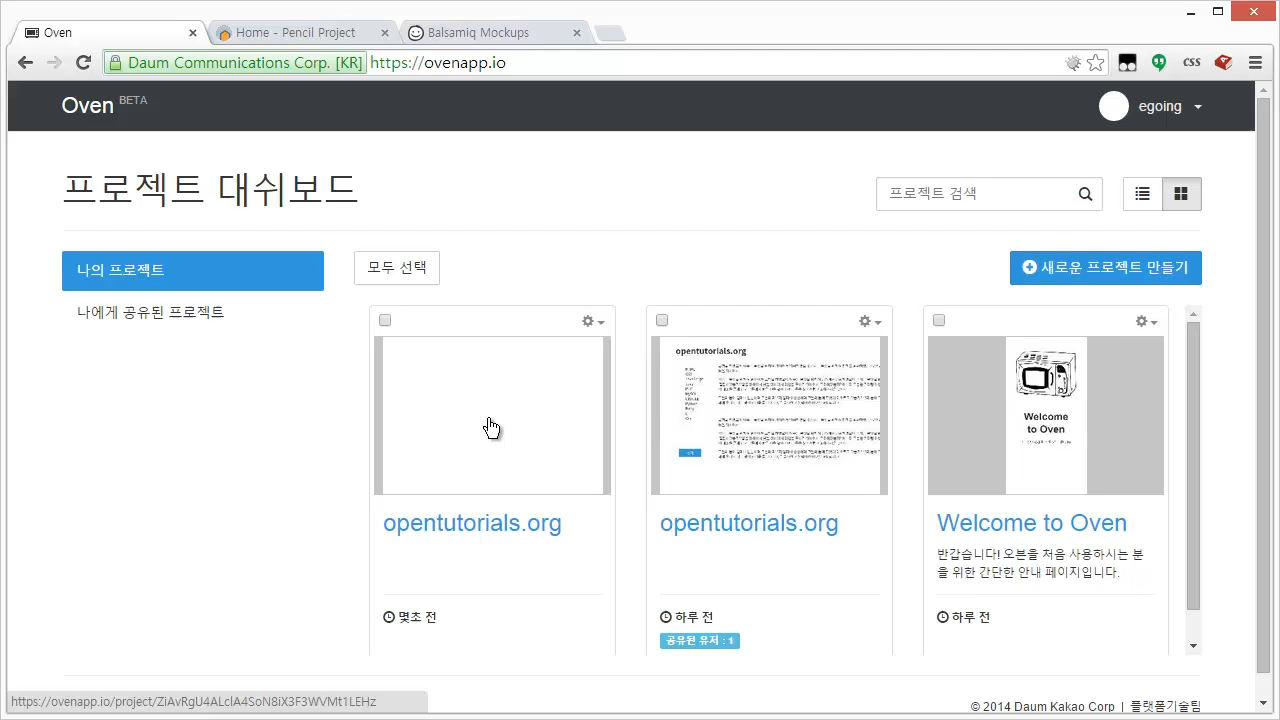 Oven
Home - Pencil Project
Balsamiq Mockups
Daum Communications Corp. [KR]
https://ovenapp.io
css
Oven BETA
egoing
프로젝트 대쉬보드
프로젝트 검색
나의 프로젝트
나에게 공유된 프로젝트
모두 선택
새로운 프로젝트 만들기
opentutorials.org
Welcome
to Oven
opentutorials.org
opentutorials.org
Welcome to Oven
반갑습니다! 오븐을 처음 사용하시는 분
을 위한 간단한 안내 페이지입니다.
몇초 전
하루 전
하루 전
공유된 유저 : 1
https://ovenapp.io/project/ZiAvRgU4ALclA4SoN8iX3F3WVMt1LEHz
© 2014 Daum Kakao Corp | 플랫폼기술팀